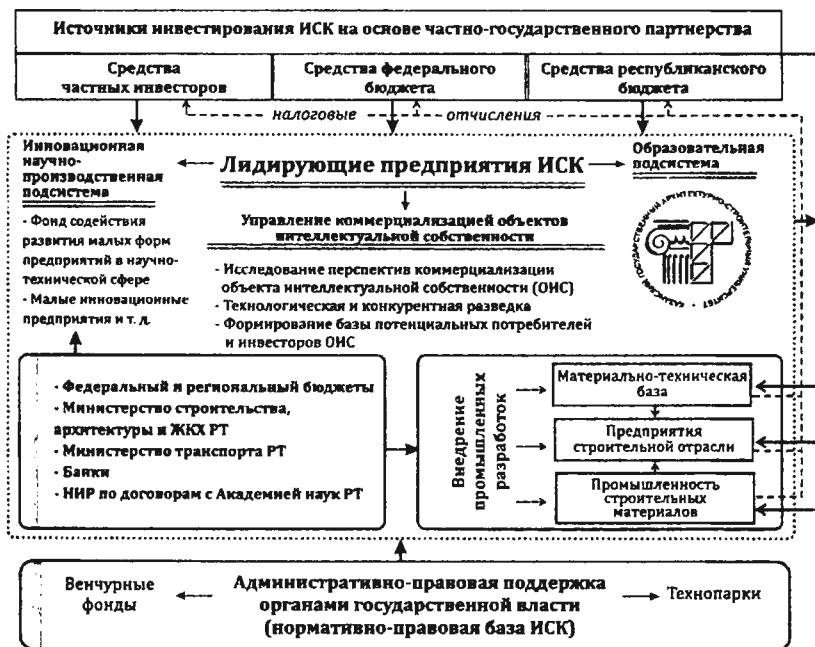 Источники инвестирования ИСК на основе частно-государственного партнерства
Средства
частных инвесторов
Средства федерального
бюджета
Средства республиканского
бюджета
налоговые
отчисления
Инновационная
научно-
производственная
подсистема
Лидирующие предприятия ИСК
Образовательная
подсистема
- Фонд содействия
развития малых форм
предприятий в научно-
технической сфере
- Малые инновационные
предприятия и т. д.
Управление коммерциализацией объектов
интеллектуальной собственности
- Исследование перспектив коммерциализации
объекта интеллектуальной собственности (ОИС)
- Технологическая и конкурентная разведка
- Формирование базы потенциальных потребителей
и инвесторов ОИС
КАЗАНСКИЙ ГОСУДАРСТВЕННЫЙ АРХИТЕКТУРНО-СТРОИТЕЛЬНЫЙ УНИВЕРСИТЕТ
- Федеральный и региональный бюджеты
- Министерство строительства,
архитектуры и ЖКХ РТ
- Министерство транспорта РТ
- Банки
- НИР по договорам с Академией наук РТ
Внедрение
промышленных
разработок
Материально-техническая
база
Предприятия
строительной отрасли
Промышленность
строительных
материалов
Венчурные
фонды
Административно-правовая поддержка
органами государственной власти
(нормативно-правовая база ИСК)
Технопарки